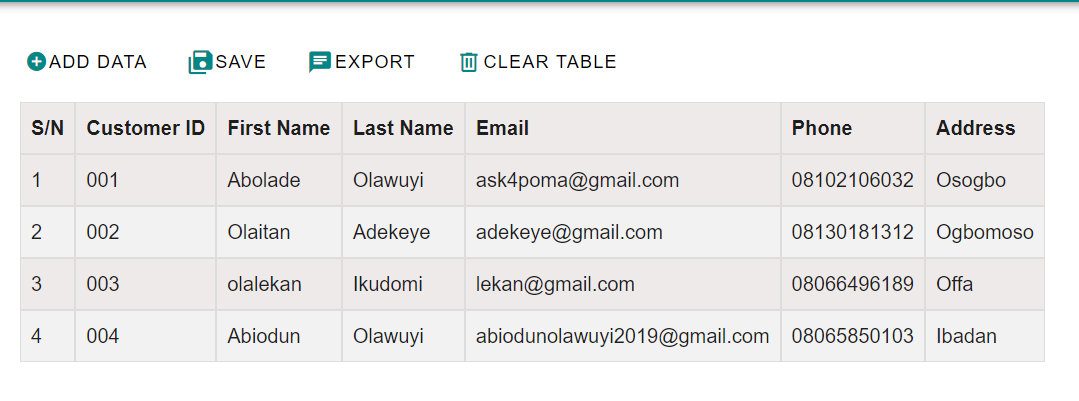 ADD DATA SAVE EXPORT CLEAR TABLE
S/N Customer ID First Name Last Name Email Phone Address
1 001 Abolade Olawuyi ask4poma@gmail.com 08102106032 Osogbo
2 002 Olaitan Adekeye adekeye@gmail.com 08130181312 Ogbomoso
3 003 olalekan Ikudomi lekan@gmail.com 08066496189 Offa
4 004 Abiodun Olawuyi abiodunolawuyi2019@gmail.com 08065850103 Ibadan